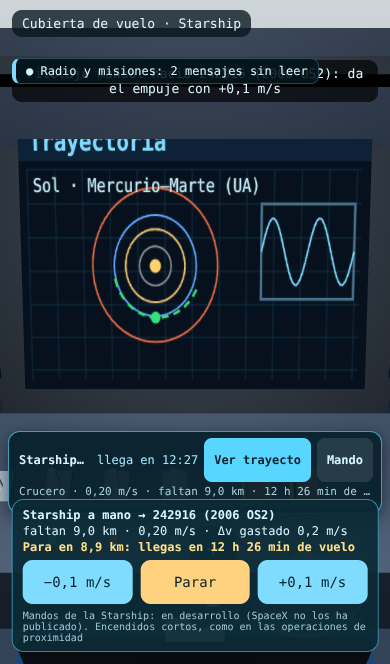 Cubierta de vuelo · Starship
● Radio y misiones: 2 mensajes sin leer
2): da
el empuje con +0,1 m/s
Trayectoria
Sol · Mercurio—Marte (UA)
Starship… llega en 12:27 Ver trayecto Mando
Crucero · 0,20 m/s · faltan 9,0 km · 12 h 26 min de …
Starship a mano → 242916 (2006 OS2)
faltan 9,0 km · 0,20 m/s · Δv gastado 0,2 m/s
Para en 8,9 km: llegas en 12 h 26 min de vuelo
−0,1 m/s Parar +0,1 m/s
Mandos de la Starship: en desarrollo (SpaceX no los ha
publicado). Encendidos cortos, como en las operaciones de
proximidad